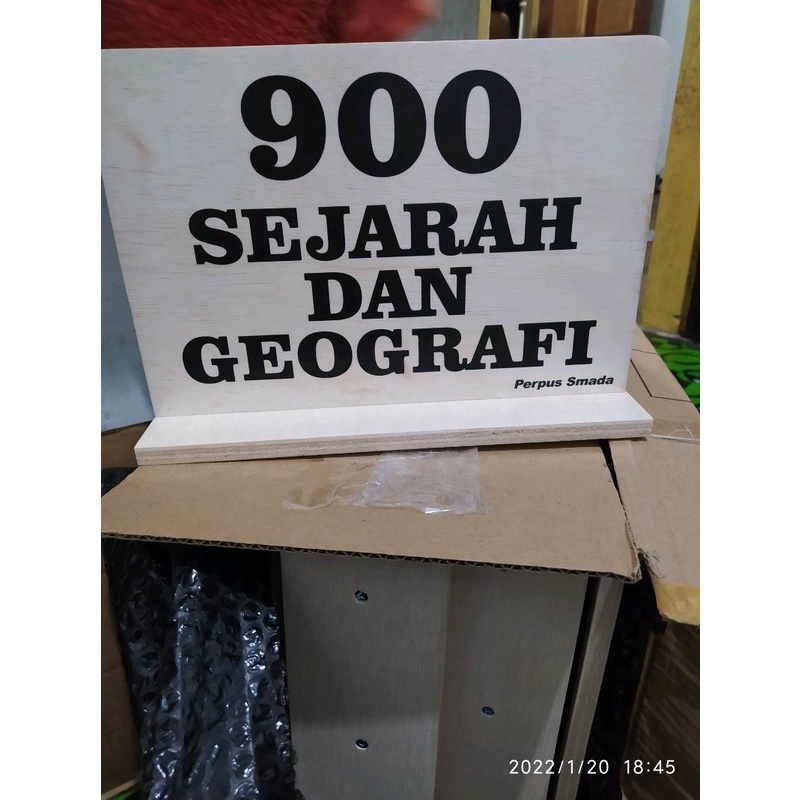 900
SEJARAH
DAN
GEOGRAFI
Perpus Smada
2022/1/20 18:45